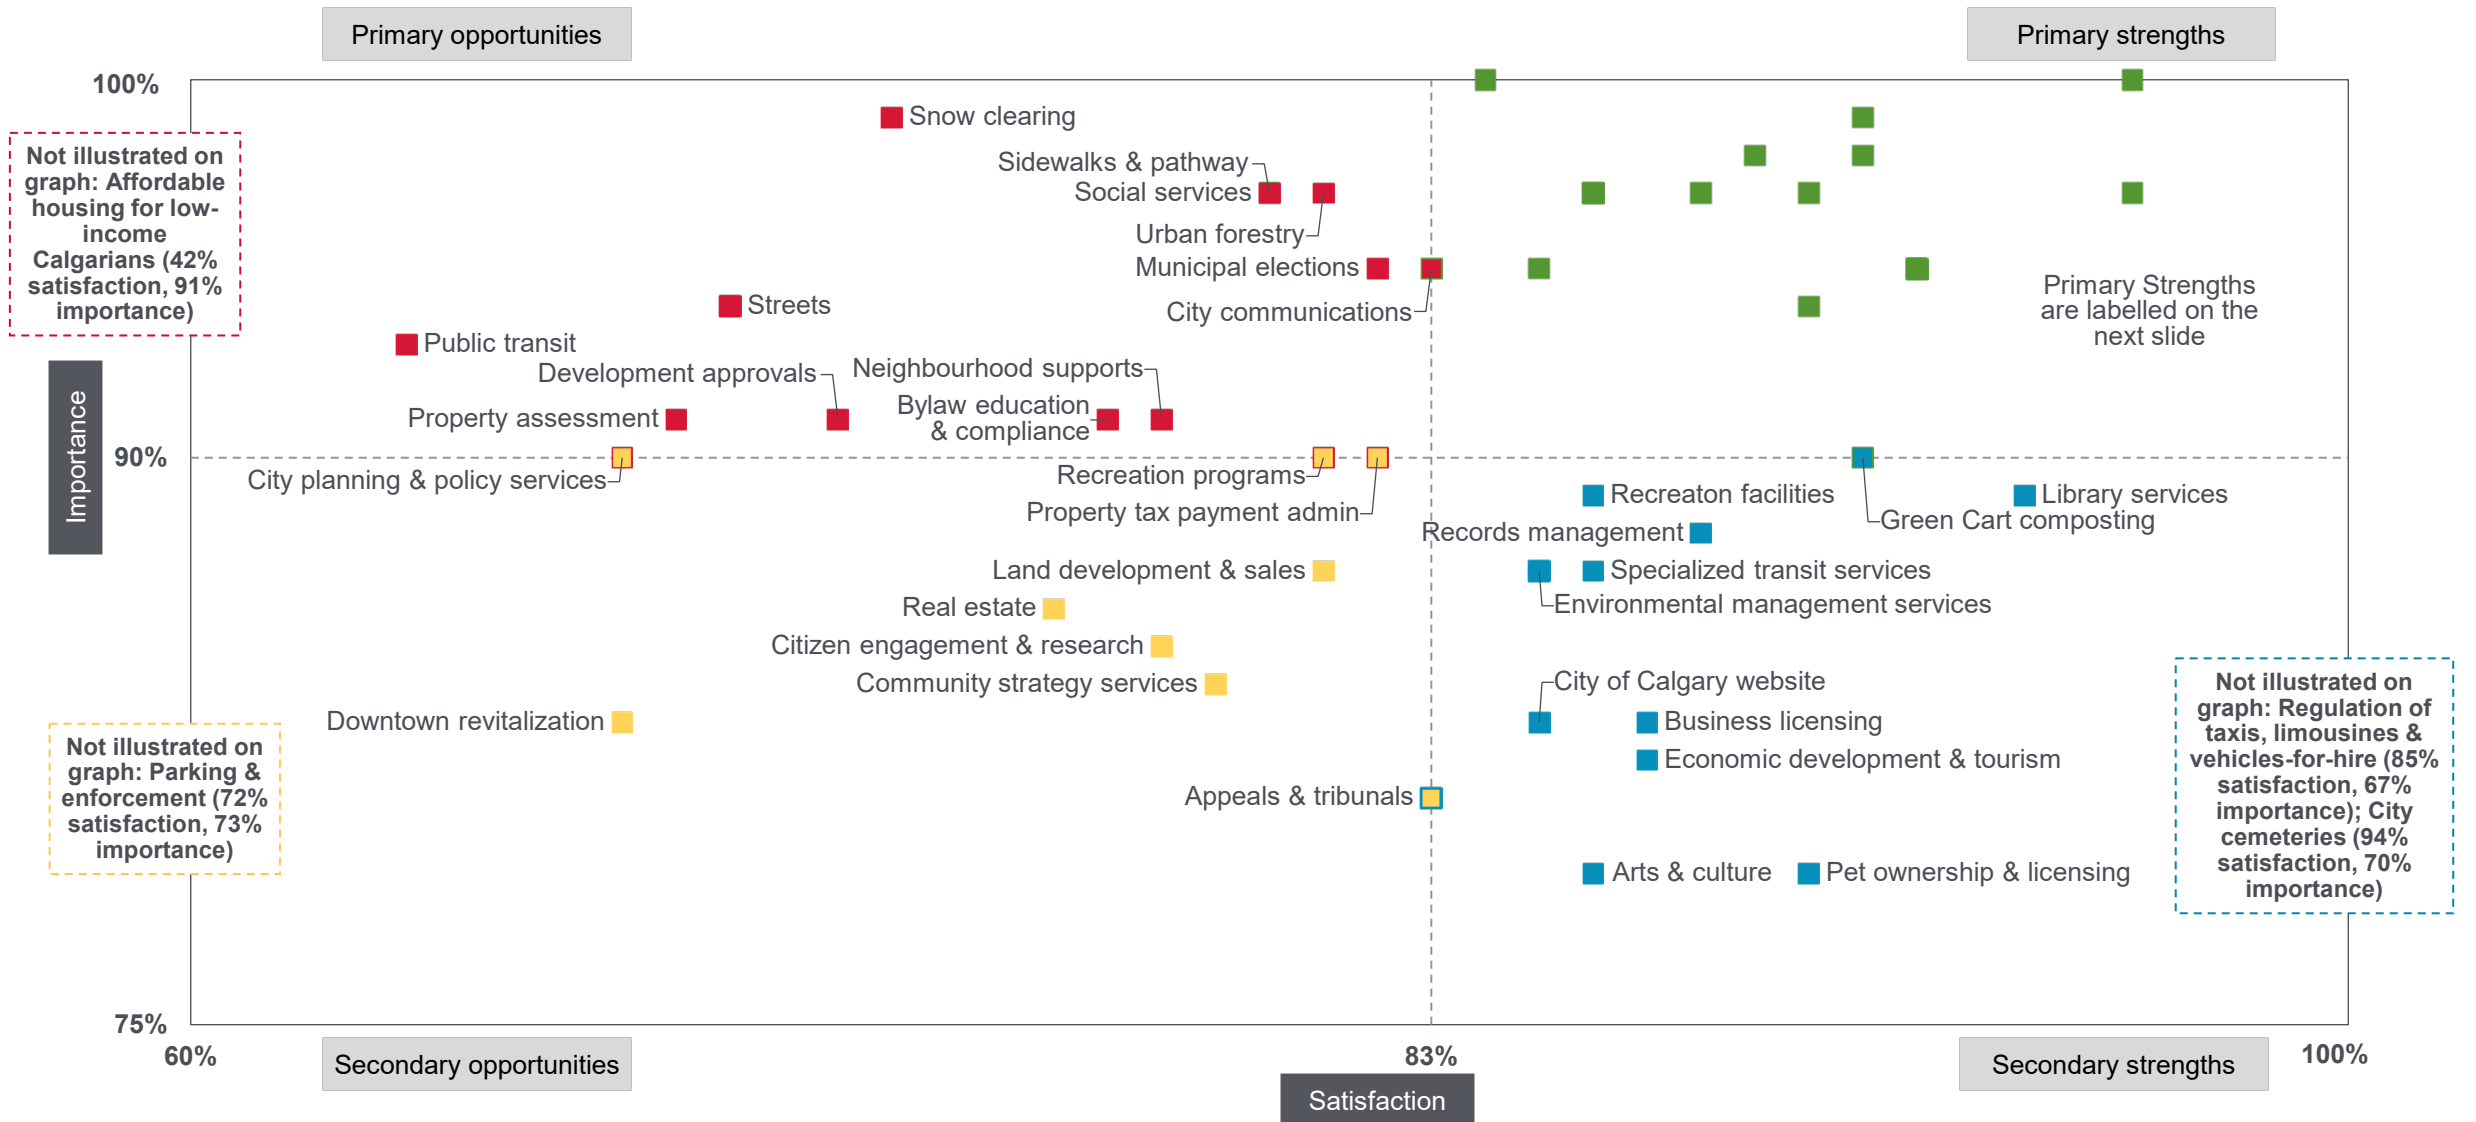 Primary opportunities
Primary strengths
100%
Snow clearing
Not illustrated on
graph: Affordable
housing for low-
income
Calgarians (42%
satisfaction, 91%
importance)
Sidewalks & pathway
Social services
Urban forestry
Municipal elections
City communications
Primary Strengths
are labelled on the
next slide
Streets
Public transit
Development approvals
Neighbourhood supports
Property assessment
Bylaw education
& compliance
Importance
90%
City planning & policy services
Recreation programs
Property tax payment admin
Recreaton facilities
Library services
Green Cart composting
Records management
Land development & sales
Specialized transit services
Environmental management services
Real estate
Citizen engagement & research
Community strategy services
City of Calgary website
Downtown revitalization
Business licensing
Economic development & tourism
Not illustrated on
graph: Parking &
enforcement (72%
satisfaction, 73%
importance)
Not illustrated on
graph: Regulation of
taxis, limousines &
vehicles-for-hire (85%
satisfaction, 67%
importance); City
cemeteries (94%
satisfaction, 70%
importance)
Appeals & tribunals
Arts & culture
Pet ownership & licensing
75%
60%
83%
100%
Secondary opportunities
Secondary strengths
Satisfaction